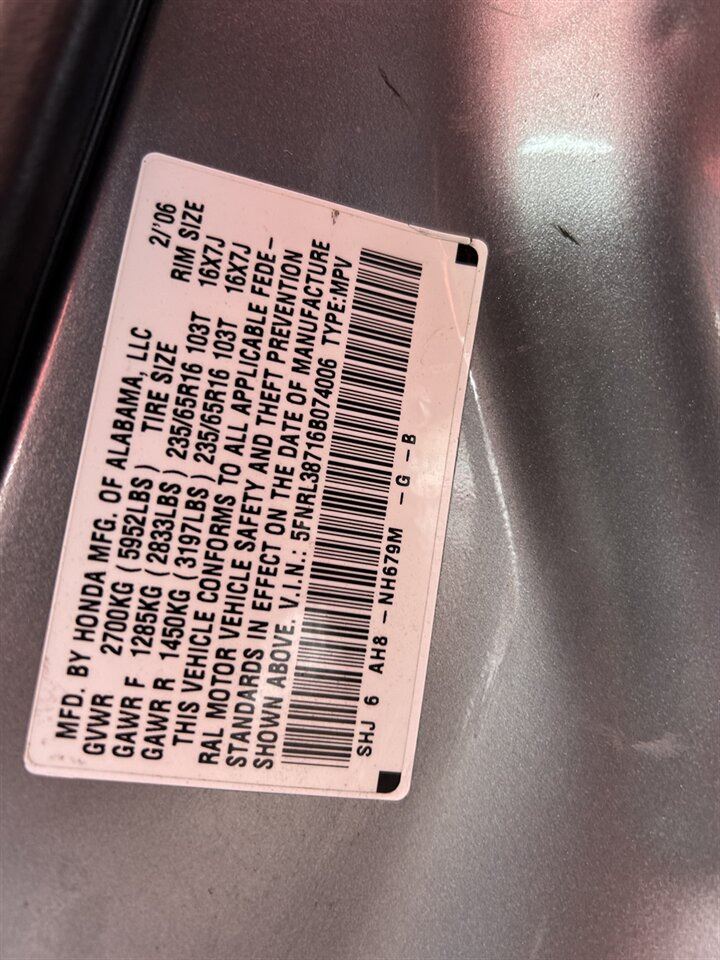 MFD. BY HONDA MFG. OF ALABAMA, LLC 2/'06
GVWR 2700KG (5952LBS) TIRE SIZE RIM SIZE
GAWR F 1285KG (2833LBS) 235/65R16 103T 16X7J
GAWR R 1450KG (3197LBS) 235/65R16 103T 16X7J
THIS VEHICLE CONFORMS TO ALL APPLICABLE FEDE-
RAL MOTOR VEHICLE SAFETY AND THEFT PREVENTION
STANDARDS IN EFFECT ON THE DATE OF MANUFACTURE
SHOWN ABOVE. V.I.N.: 5FNRL38716B074006 TYPE:MPV
SHJ 6 AH8 - NH679M - G - B